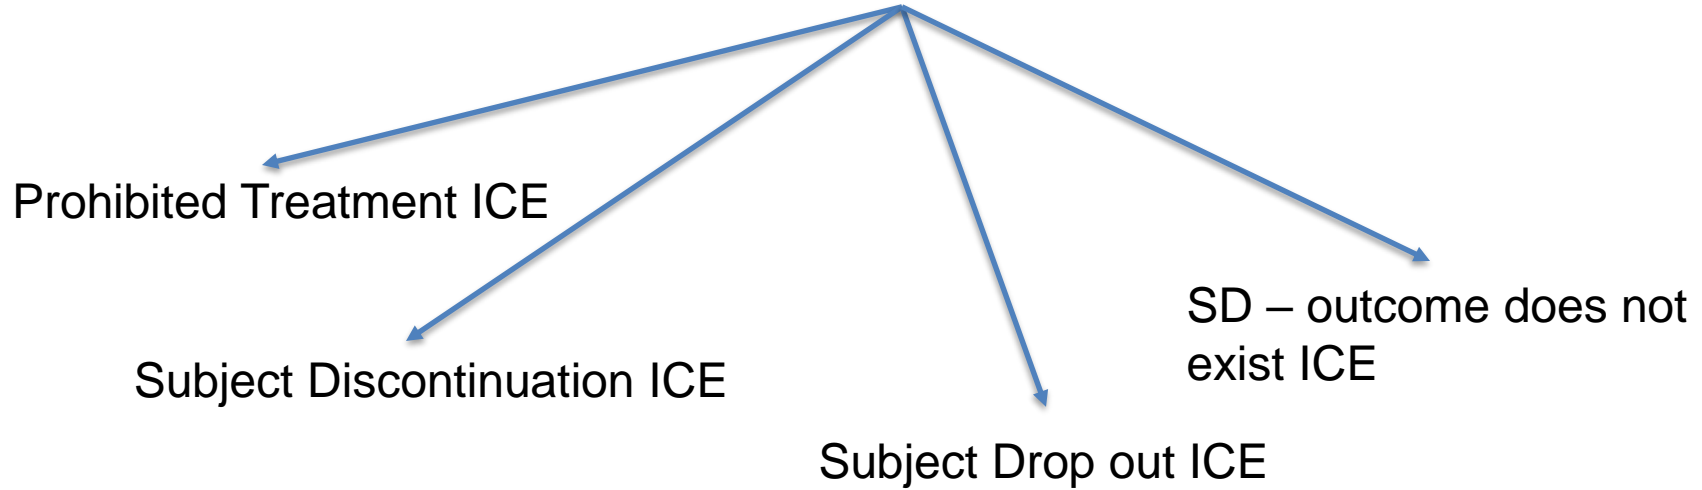 Prohibited Treatment ICE
SD – outcome does not
exist ICE
Subject Discontinuation ICE
Subject Drop out ICE